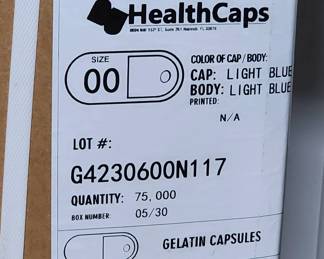 HealthCaps
SIZE
00
COLOR OF CAP / BODY:
CAP: LIGHT BLUE
BODY: LIGHT BLUE
PRINTED:
N/A
LOT #:
G4230600N117
QUANTITY: 75,000
BOX NUMBER: 05/30
GELATIN CAPSULES